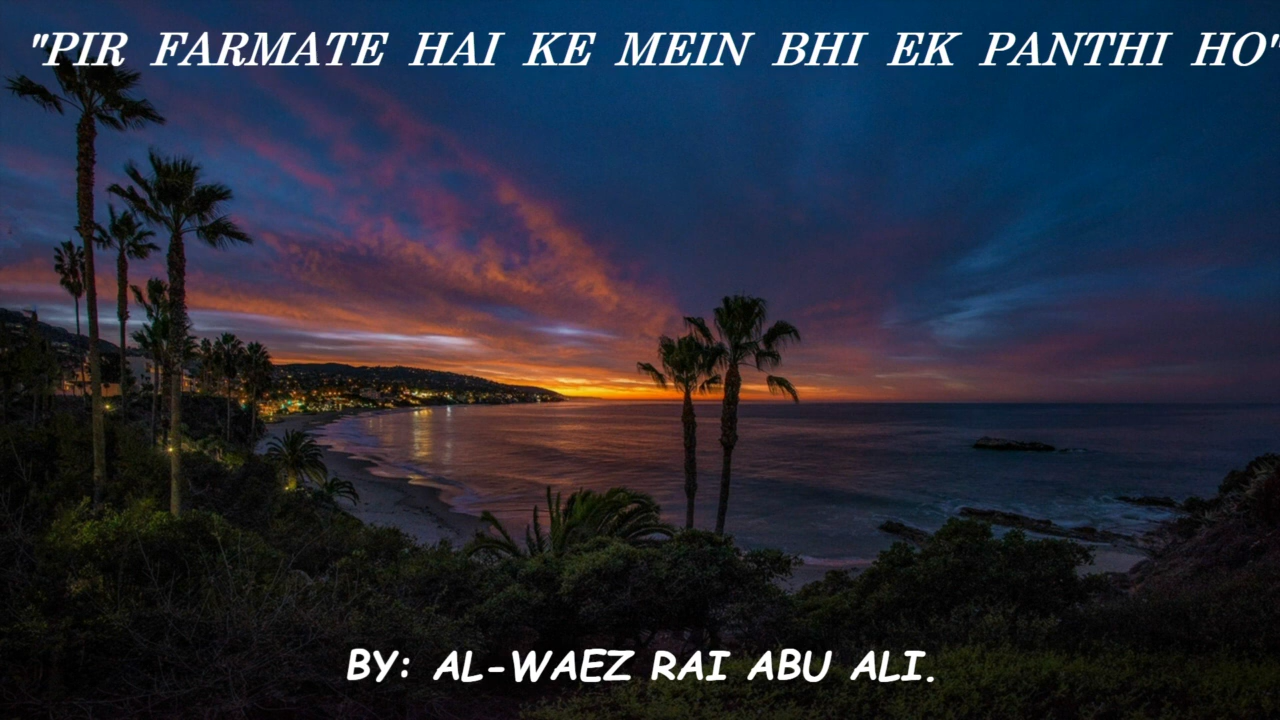 "PIR FARMATE HAI KE MEIN BHI EK PANTHI HO"
BY: AL-WAEZ RAI ABU ALI.